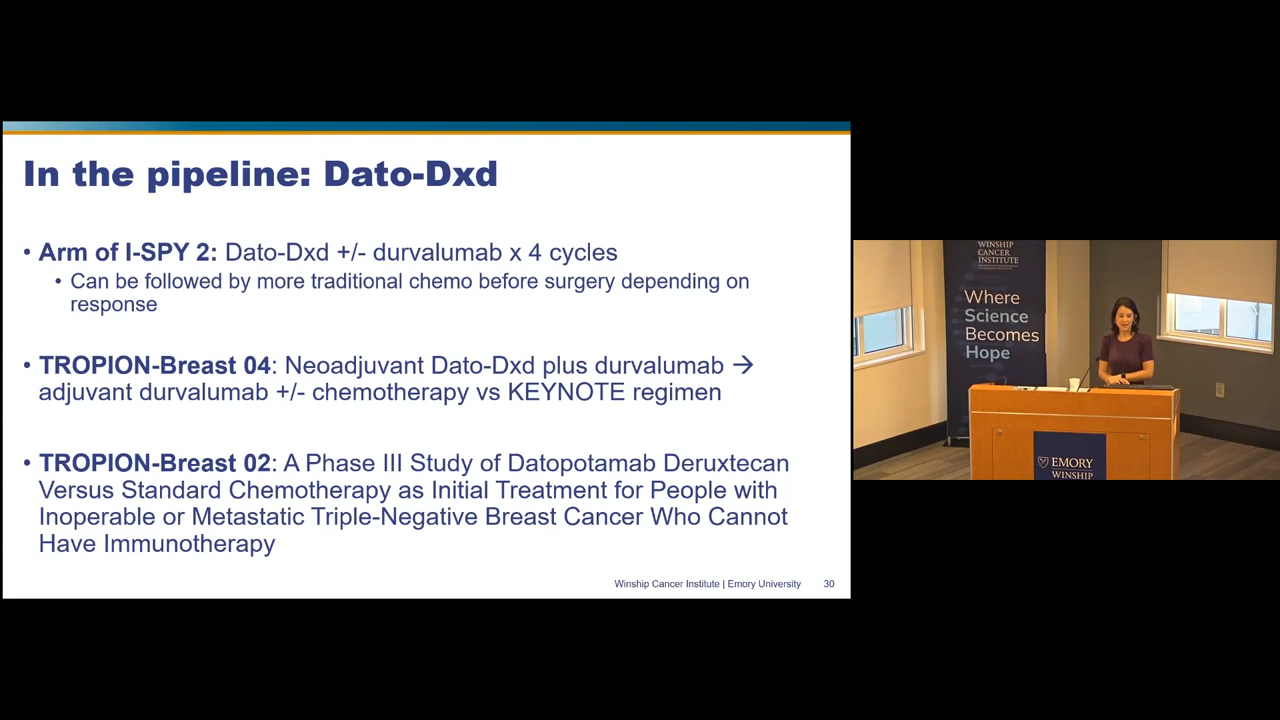 In the pipeline: Dato-Dxd
• Arm of I-SPY 2: Dato-Dxd +/- durvalumab x 4 cycles
• Can be followed by more traditional chemo before surgery depending on
response
• TROPION-Breast 04: Neoadjuvant Dato-Dxd plus durvalumab →
adjuvant durvalumab +/- chemotherapy vs KEYNOTE regimen
• TROPION-Breast 02: A Phase III Study of Datopotamab Deruxtecan
Versus Standard Chemotherapy as Initial Treatment for People with
Inoperable or Metastatic Triple-Negative Breast Cancer Who Cannot
Have Immunotherapy
Winship Cancer Institute | Emory University 30
WINSHIP
CANCER
INSTITUTE
Where
Science
Becomes
Hope
EMORY
WINSHIP